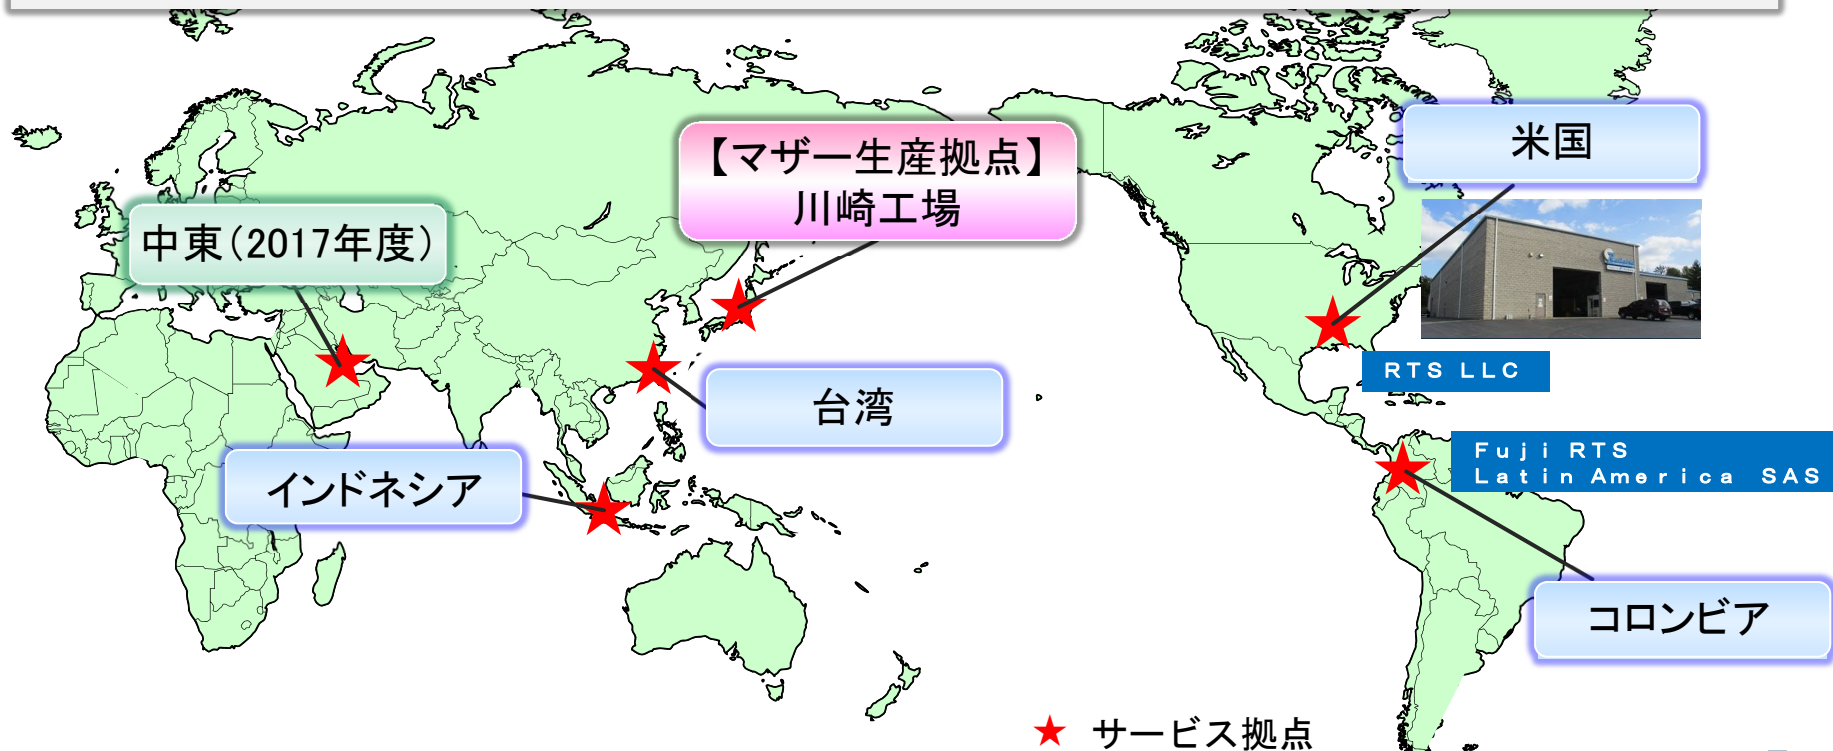 米国
【マザー生産拠点】
川崎工場
中東(2017年度)
RTS LLC
台湾
Fuji RTS
Latin America SAS
インドネシア
コロンビア
★ サービス拠点